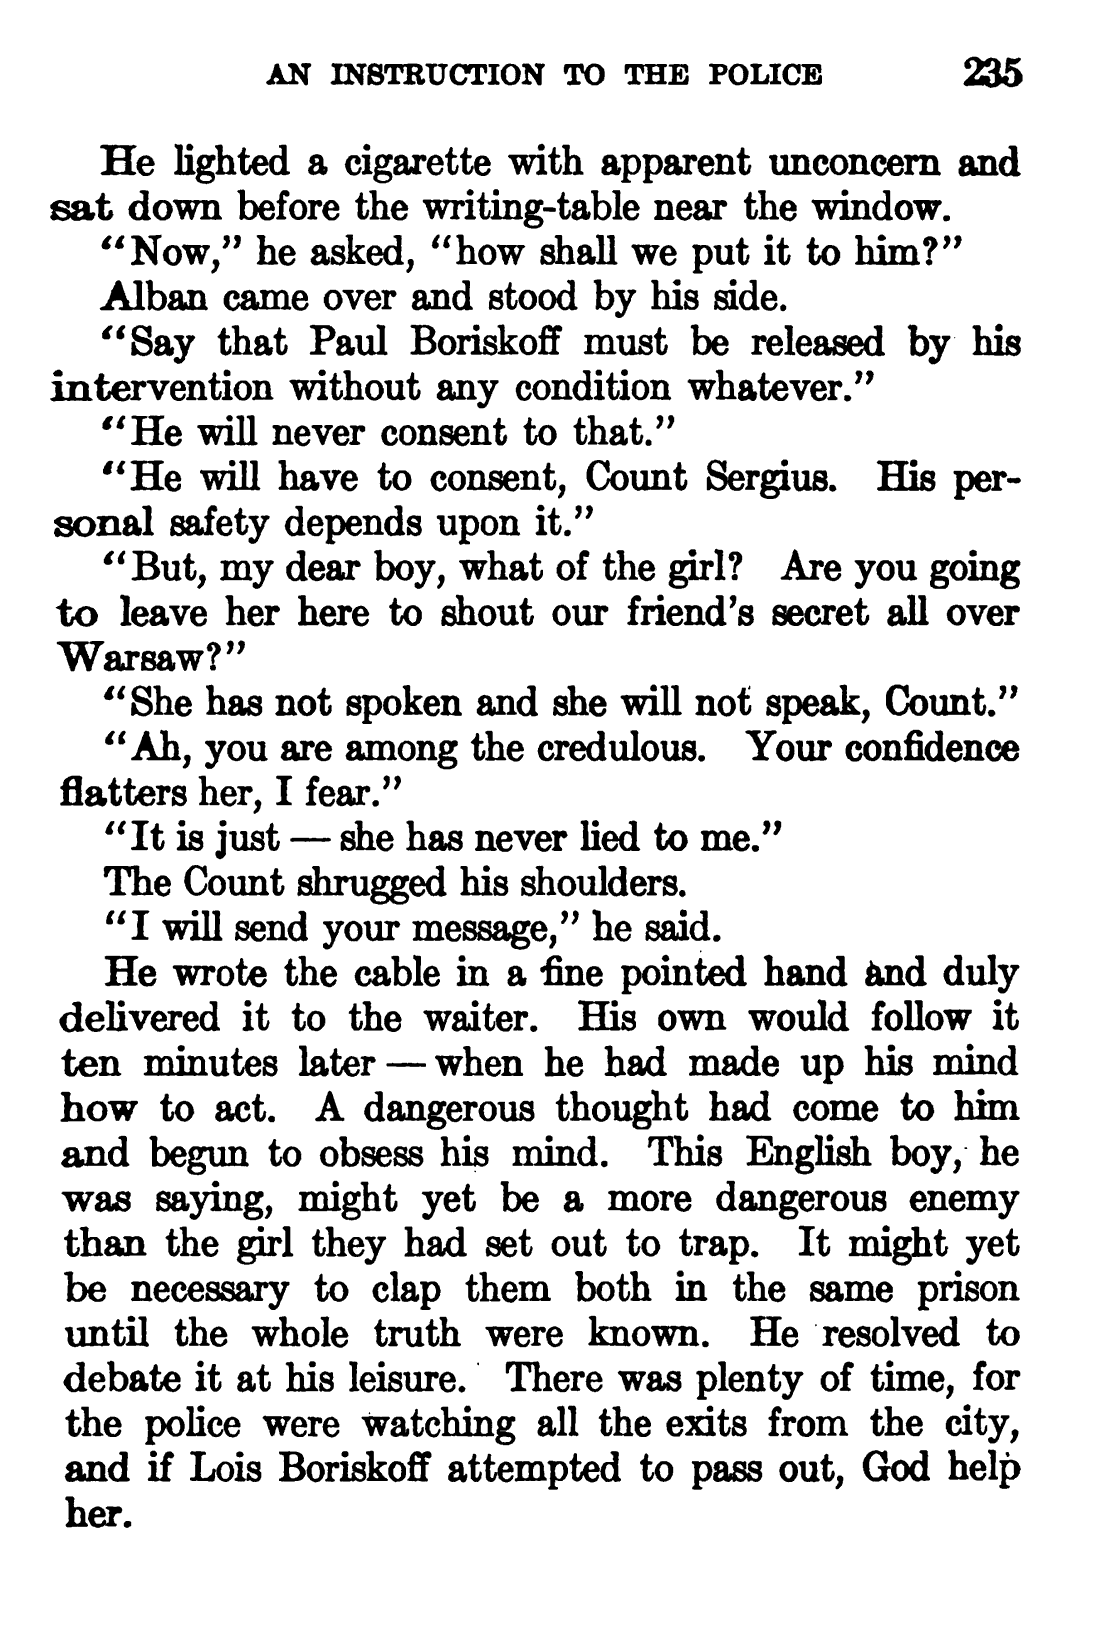 AN INSTRUCTION TO THE POLICE 235
He lighted a cigarette with apparent unconcern and
sat down before the writing-table near the window.
“Now,” he asked, “how shall we put it to him?”
Alban came over and stood by his side.
“Say that Paul Boriskoff must be released by his
intervention without any condition whatever.”
“He will never consent to that.”
“He will have to consent, Count Sergius. His per-
sonal safety depends upon it.”
“But, my dear boy, what of the girl? Are you going
to leave her here to shout our friend’s secret all over
Warsaw?”
“She has not spoken and she will not speak, Count.”
“Ah, you are among the credulous. Your confidence
flatters her, I fear.”
“It is just — she has never lied to me.”
The Count shrugged his shoulders.
“I will send your message,” he said.
He wrote the cable in a fine pointed hand and duly
delivered it to the waiter. His own would follow it
ten minutes later — when he had made up his mind
how to act. A dangerous thought had come to him
and begun to obsess his mind. This English boy, he
was saying, might yet be a more dangerous enemy
than the girl they had set out to trap. It might yet
be necessary to clap them both in the same prison
until the whole truth were known. He resolved to
debate it at his leisure. There was plenty of time, for
the police were watching all the exits from the city,
and if Lois Boriskoff attempted to pass out, God help
her.